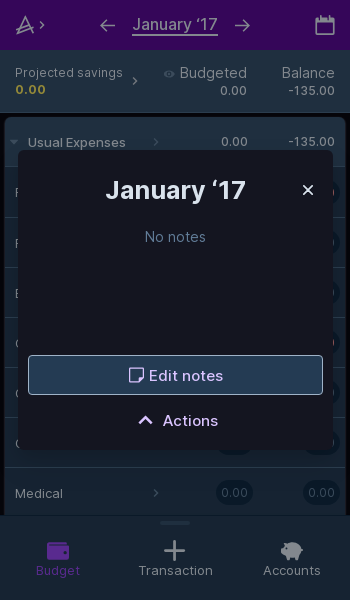 January ‘17
Projected savings
0.00
Budgeted
0.00
Balance
-135.00
Usual Expenses
0.00
-135.00
January ‘17
No notes
Edit notes
Actions
Medical
0.00
0.00
Budget
Transaction
Accounts